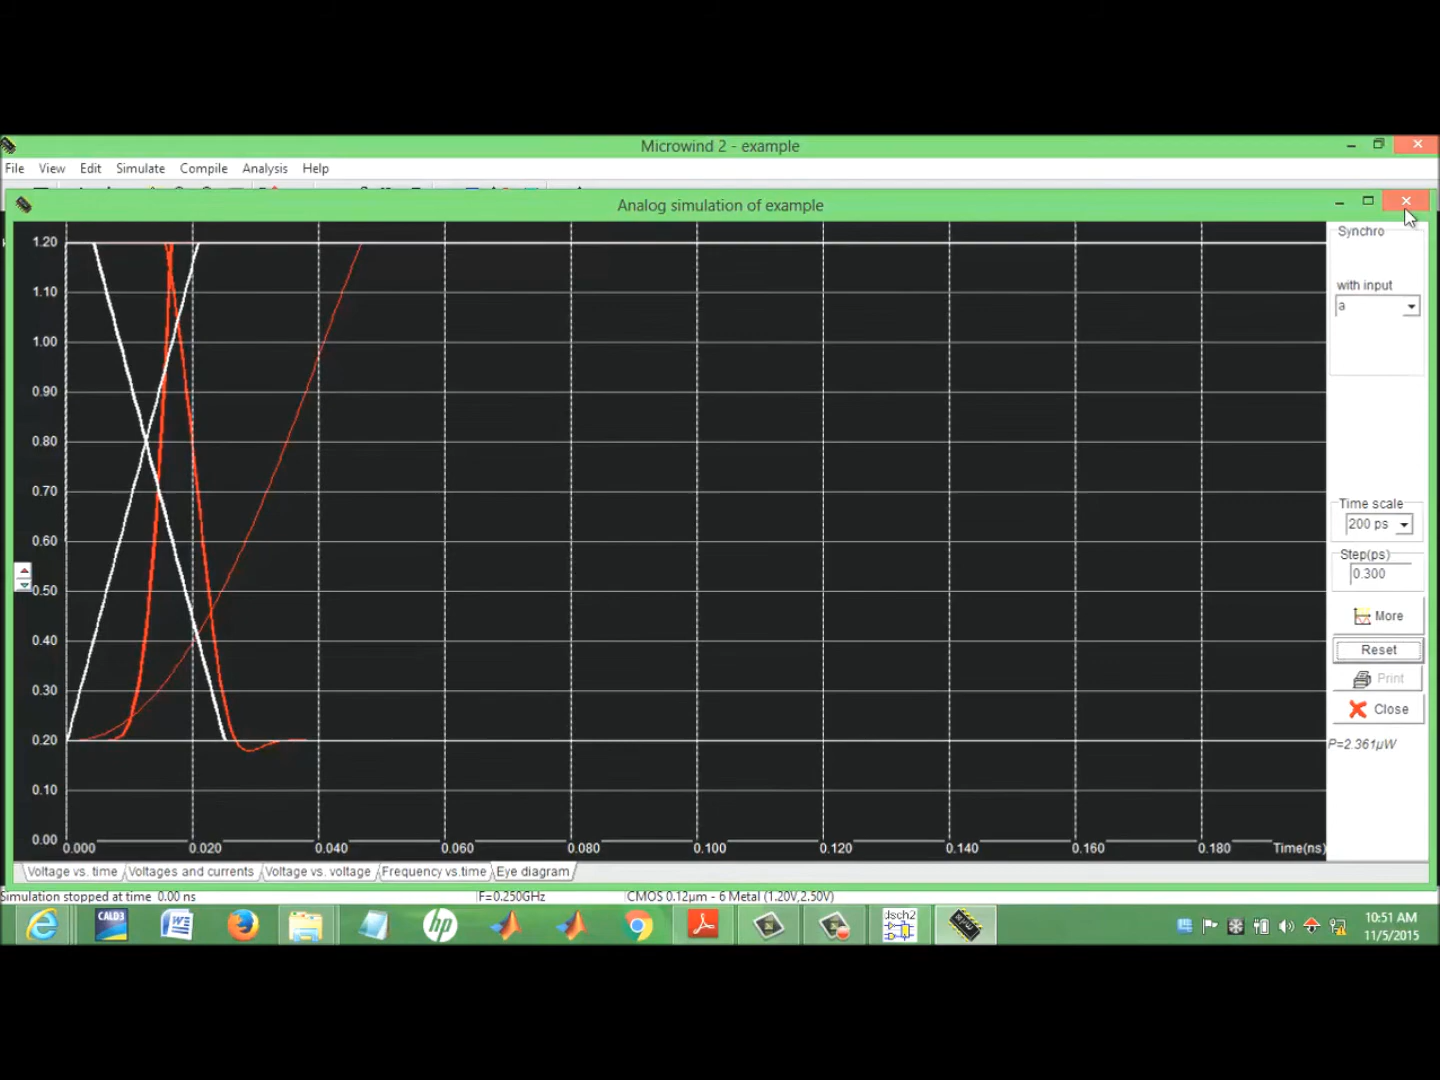 Microwind 2 - example
File View Edit Simulate Compile Analysis Help
Analog simulation of example
1.20
1.10
1.00
0.90
0.80
0.70
0.60
0.50
0.40
0.30
0.20
0.10
0.00
0.000 0.020 0.040 0.060 0.080 0.100 0.120 0.140 0.160 0.180 Time(ns)
Synchro
with input
a
Time scale
200 ps
Step(ps)
0.300
More
Reset
Print
Close
P=2.361µW
Voltage vs. time Voltages and currents Voltage vs. voltage Frequency vs.time Eye diagram
Simulation stopped at time 0.00 ns F=0.250GHz CMOS 0.12µm - 6 Metal (1.20V,2.50V)
CALD3
dsch2
10:51 AM
11/5/2015